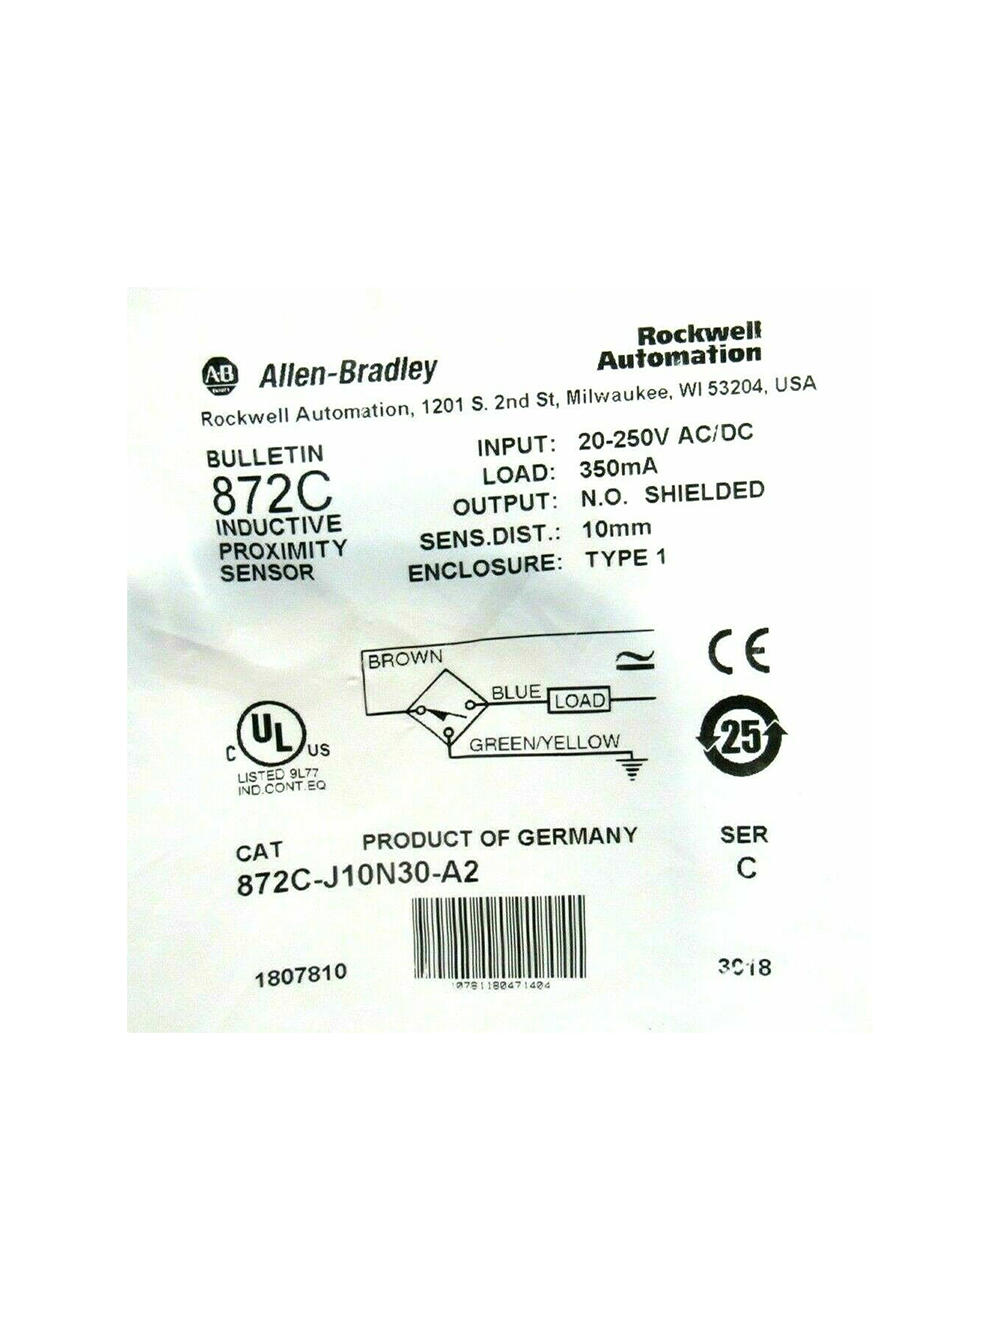 Rockwell
Automation
AB Allen-Bradley
Rockwell Automation, 1201 S. 2nd St, Milwaukee, WI 53204, USA
BULLETIN
872C
INDUCTIVE
PROXIMITY
SENSOR
INPUT: 20-250V AC/DC
LOAD: 350mA
OUTPUT: N.O. SHIELDED
SENS.DIST.: 10mm
ENCLOSURE: TYPE 1
BROWN
BLUE
LOAD
GREEN/YELLOW
CE
25
C UL US
LISTED 9L77
IND.CONT.EQ
CAT
PRODUCT OF GERMANY
SER
872C-J10N30-A2
C
1807810
10781180471404